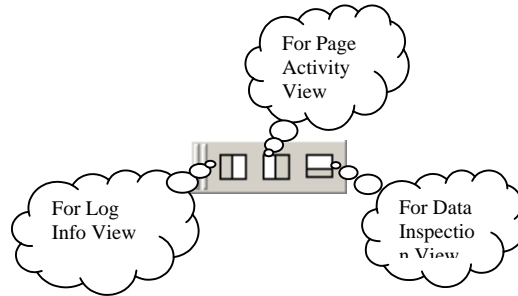 For Page
Activity
View
For Log
Info View
For Data
Inspectio
n View